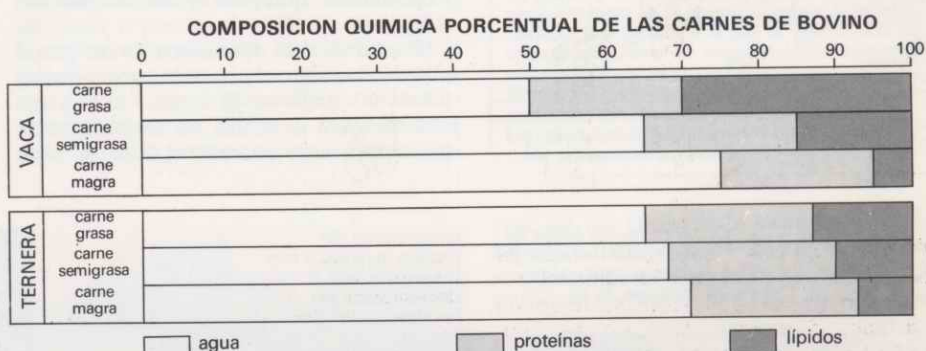 COMPOSICION QUIMICA PORCENTUAL DE LAS CARNES DE BOVINO
0 10 20 30 40 50 60 70 80 90 100
VACA
carne
grasa
carne
semigrasa
carne
magra
TERNERA
carne
grasa
carne
semigrasa
carne
magra
agua proteínas lípidos